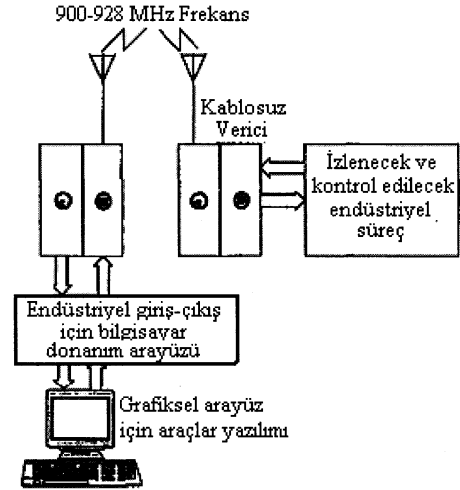 900-928 MHz Frekans
Kablosuz
Verici
İzlenecek ve
kontrol edilecek
endüstriyel
süreç
Endüstriyel giriş-çıkış
için bilgisayar
donanım arayüzü
Grafiksel arayüz
için araçlar yazılımı